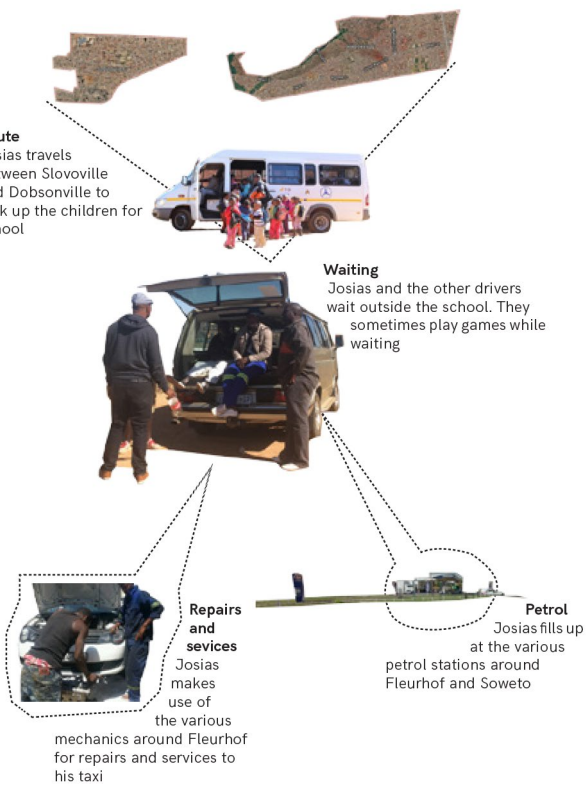 ute
sias travels
ween Slovoville
d Dobsonville to
k up the children for
ool
Waiting
Josias and the other drivers
wait outside the school. They
sometimes play games while
waiting
Repairs
and
sevices
Josias
makes
use of
the various
mechanics around Fleurhof
for repairs and services to
his taxi
Petrol
Josias fills up
at the various
petrol stations around
Fleurhof and Soweto